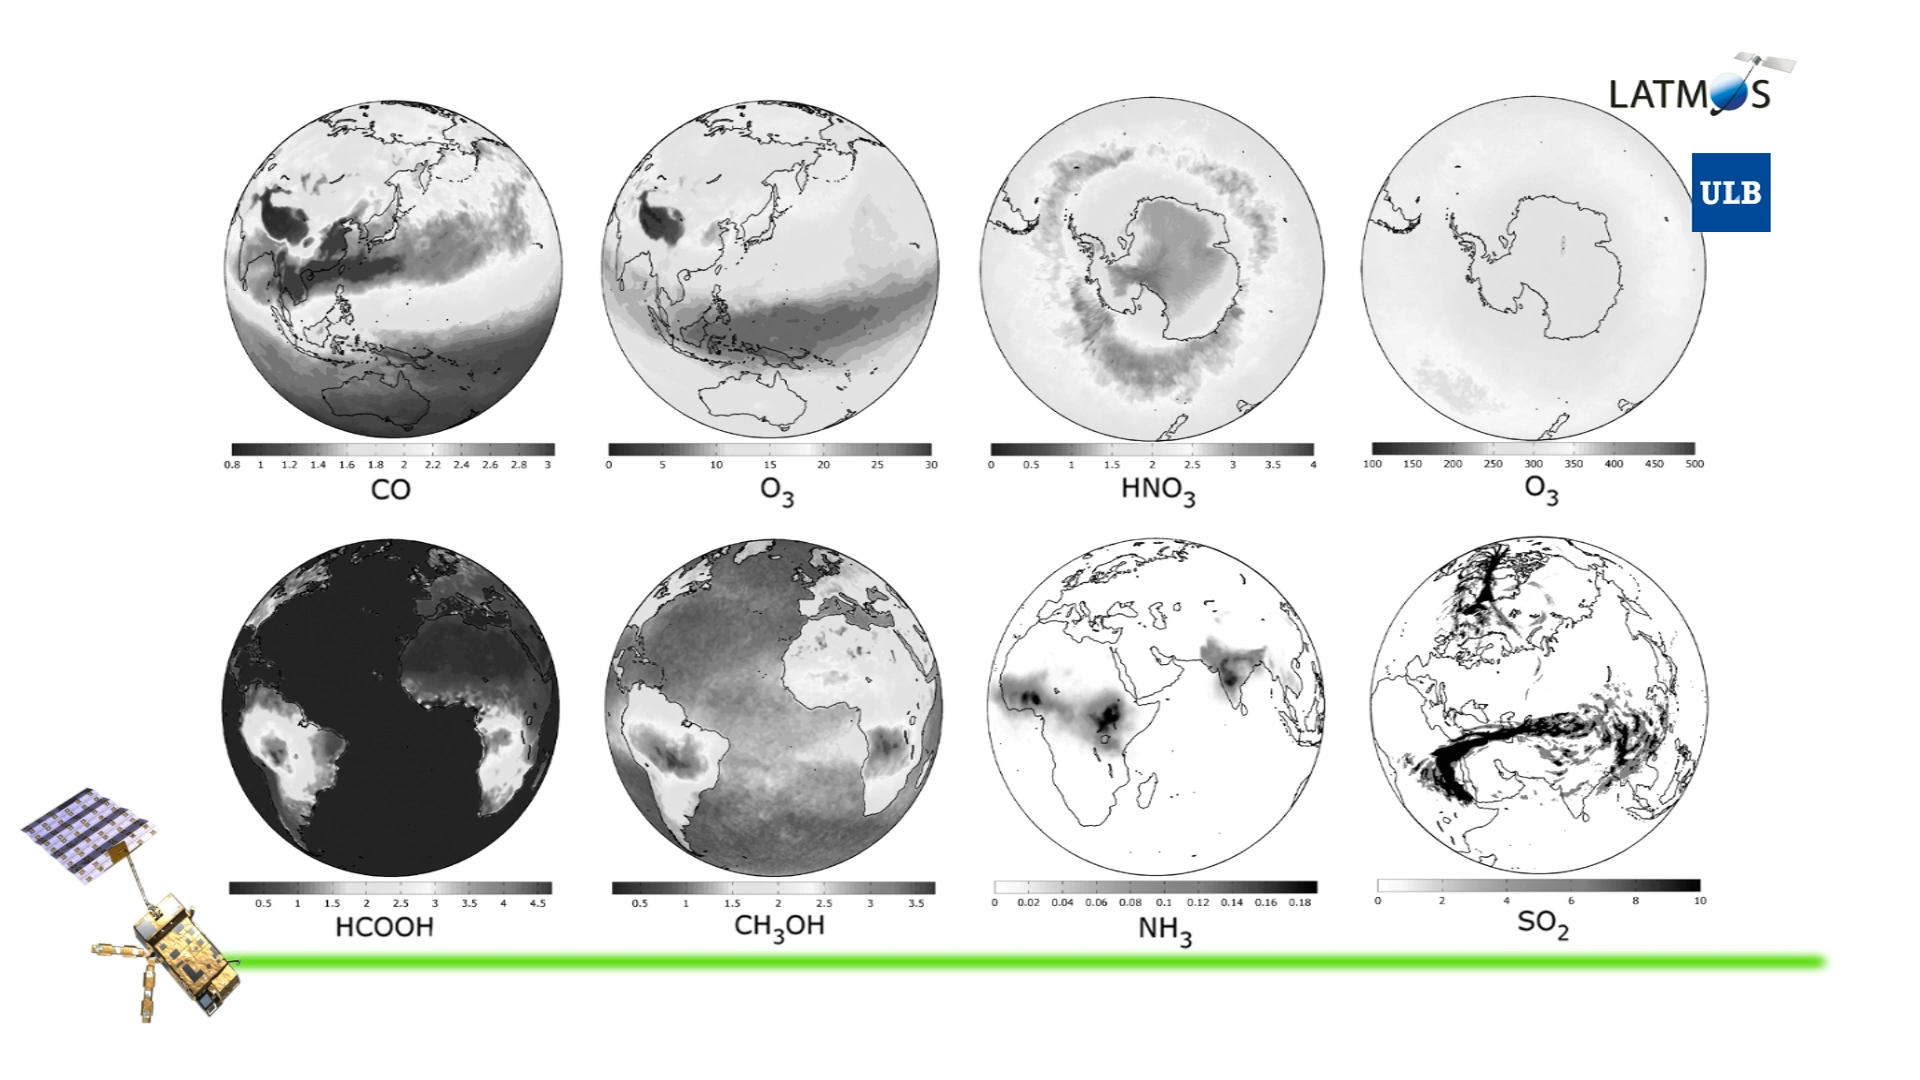 LATMOS
ULB
0.8 1 1.2 1.4 1.6 1.8 2 2.2 2.4 2.6 2.8 3
CO
0 5 10 15 20 25 30
O3
0 0.5 1 1.5 2 2.5 3 3.5 4
HNO3
100 150 200 250 300 350 400 450 500
O3
0.5 1 1.5 2 2.5 3 3.5 4 4.5
HCOOH
0.5 1 1.5 2 2.5 3 3.5
CH3OH
0 0.02 0.04 0.06 0.08 0.1 0.12 0.14 0.16 0.18
NH3
0 2 4 6 8 10
SO2